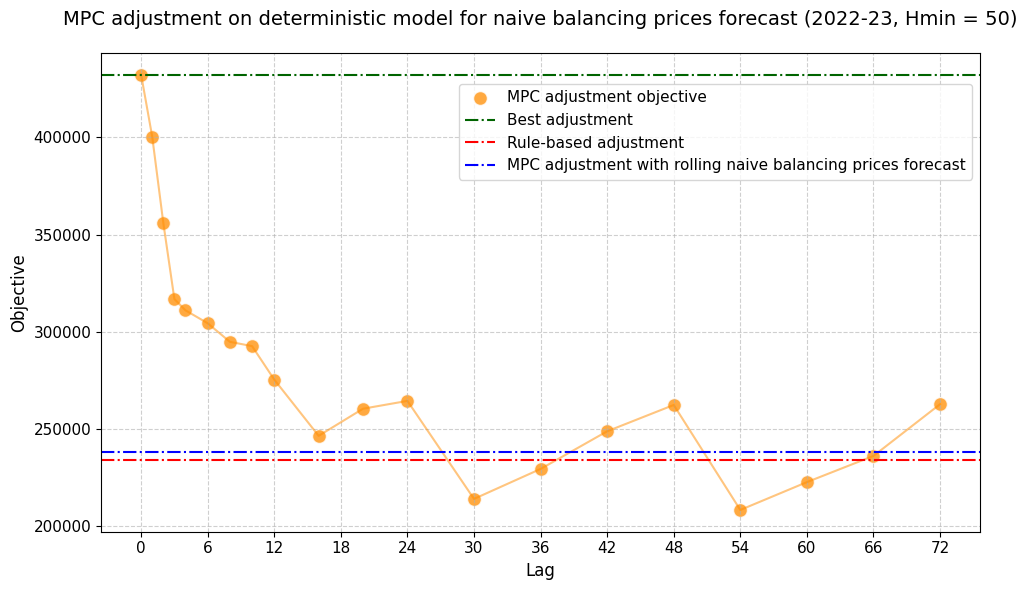 MPC adjustment on deterministic model for naive balancing prices forecast (2022-23, Hmin = 50)
MPC adjustment objective
Best adjustment
Rule-based adjustment
MPC adjustment with rolling naive balancing prices forecast
Objective
400000
350000
300000
250000
200000
0 6 12 18 24 30 36 42 48 54 60 66 72
Lag